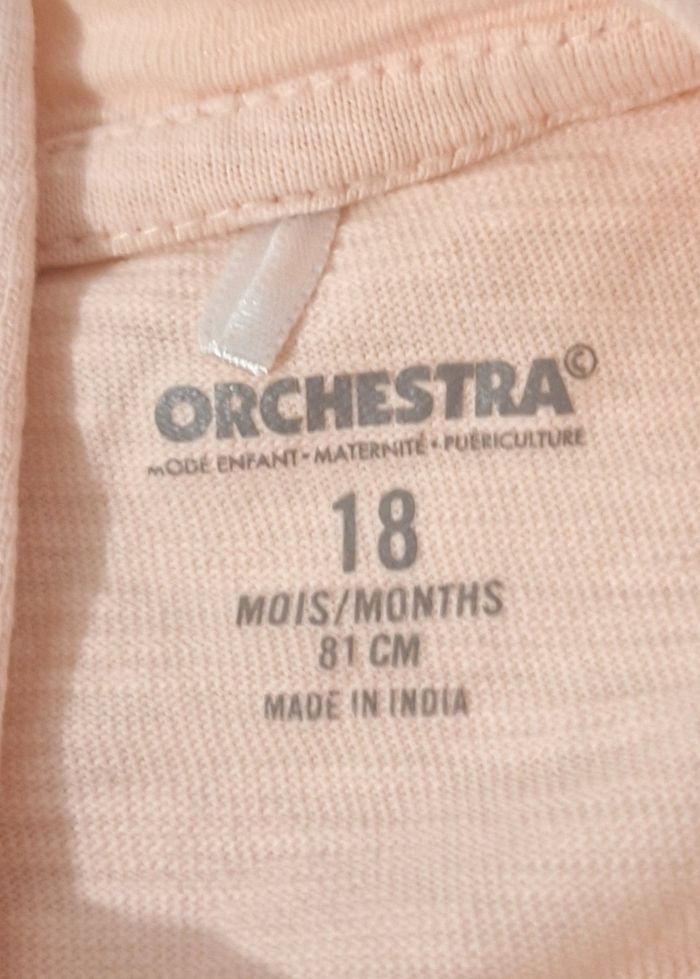 ORCHESTRA©
MODE ENFANT • MATERNITÉ • PUÉRICULTURE
18
MOIS/MONTHS
81 CM
MADE IN INDIA